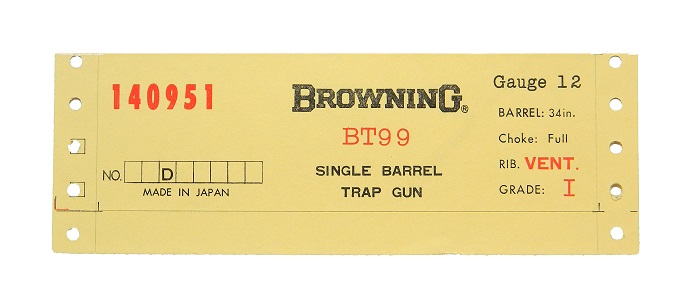 140951
BROWNING®
BT99
SINGLE BARREL
TRAP GUN
NO. D
MADE IN JAPAN
Gauge 12
BARREL: 34in.
Choke: Full
RIB. VENT.
GRADE: I